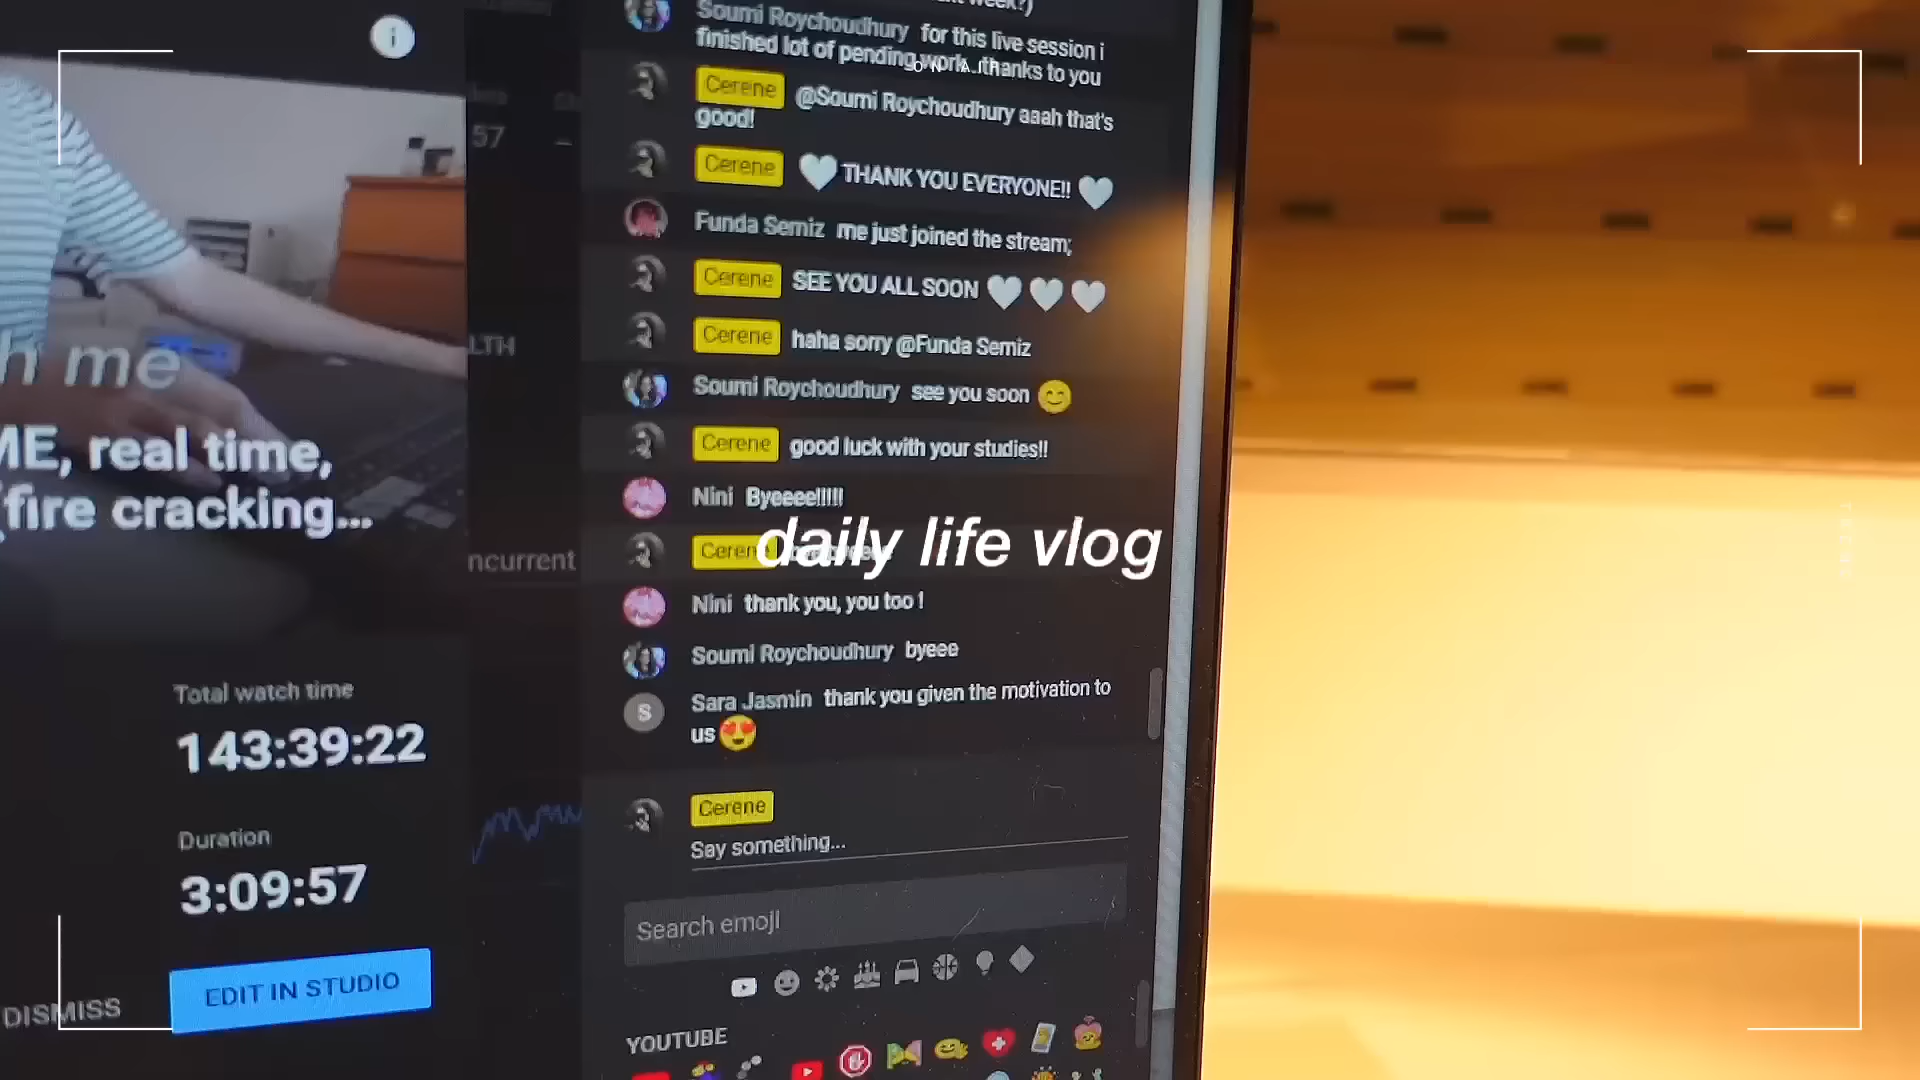 Soumi Roychoudhury for this live session i
finished lot of pending work..thanks to you
ON AIR
Cerene @Soumi Roychoudhury aaah that's
good!
Cerene THANK YOU EVERYONE!!
Funda Semiz me just joined the stream;
Cerene SEE YOU ALL SOON
Cerene haha sorry @Funda Semiz
Soumi Roychoudhury see you soon
Cerene good luck with your studies!!
Nini Byeeee!!!!!
Cerene
daily life vlog
Nini thank you, you too !
Soumi Roychoudhury byeee
Sara Jasmin thank you given the motivation to
us
S
Cerene
Say something...
Search emoji
YOUTUBE
57
LTH
ncurrent
h me
ME, real time,
(fire cracking...
Total watch time
143:39:22
Duration
3:09:57
DISMISS
EDIT IN STUDIO